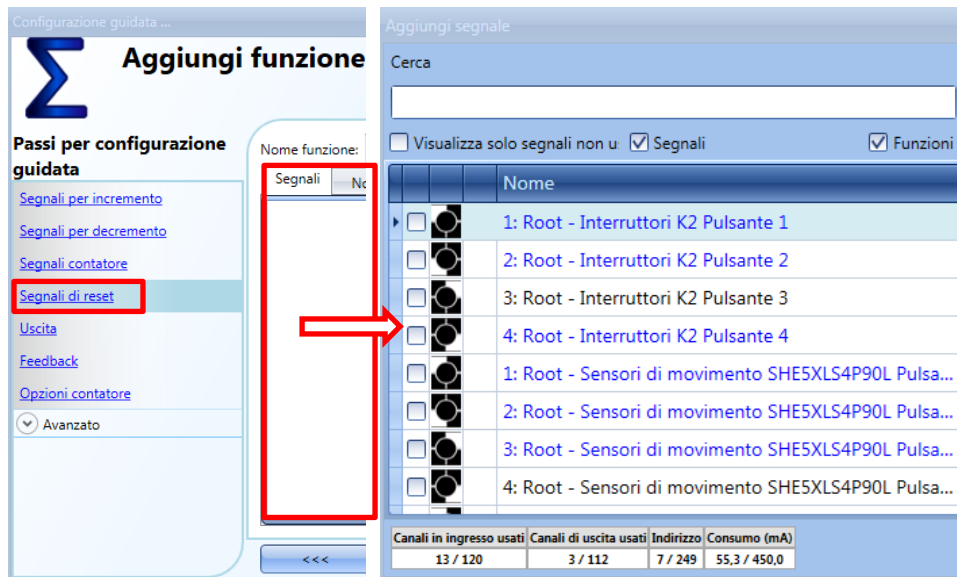 Configurazione guidata ...
Aggiungi funzione
Passi per configurazione
guidata
Segnali per incremento
Segnali per decremento
Segnali contatore
Segnali di reset
Uscita
Feedback
Opzioni contatore
Avanzato
Nome funzione:
Segnali
<<<
Aggiungi segnale
Cerca
Visualizza solo segnali non u Segnali Funzioni
Nome
1: Root - Interruttori K2 Pulsante 1
2: Root - Interruttori K2 Pulsante 2
3: Root - Interruttori K2 Pulsante 3
4: Root - Interruttori K2 Pulsante 4
1: Root - Sensori di movimento SHE5XLS4P90L Pulsa...
2: Root - Sensori di movimento SHE5XLS4P90L Pulsa...
3: Root - Sensori di movimento SHE5XLS4P90L Pulsa...
4: Root - Sensori di movimento SHE5XLS4P90L Pulsa...
Canali in ingresso usati Canali di uscita usati Indirizzo Consumo (mA)
13 / 120 3 / 112 7 / 249 55,3 / 450,0